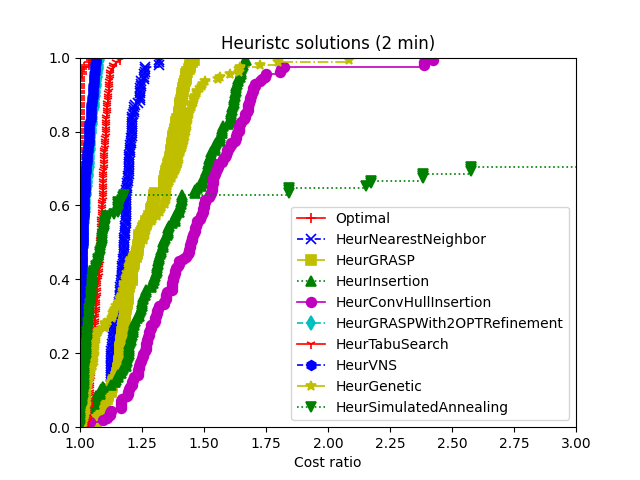 Heuristc solutions (2 min)
1.0
0.8
0.6
0.4
0.2
0.0
Optimal
HeurNearestNeighbor
HeurGRASP
HeurInsertion
HeurConvHullInsertion
HeurGRASPWith2OPTRefinement
HeurTabuSearch
HeurVNS
HeurGenetic
HeurSimulatedAnnealing
1.00 1.25 1.50 1.75 2.00 2.25 2.50 2.75 3.00
Cost ratio